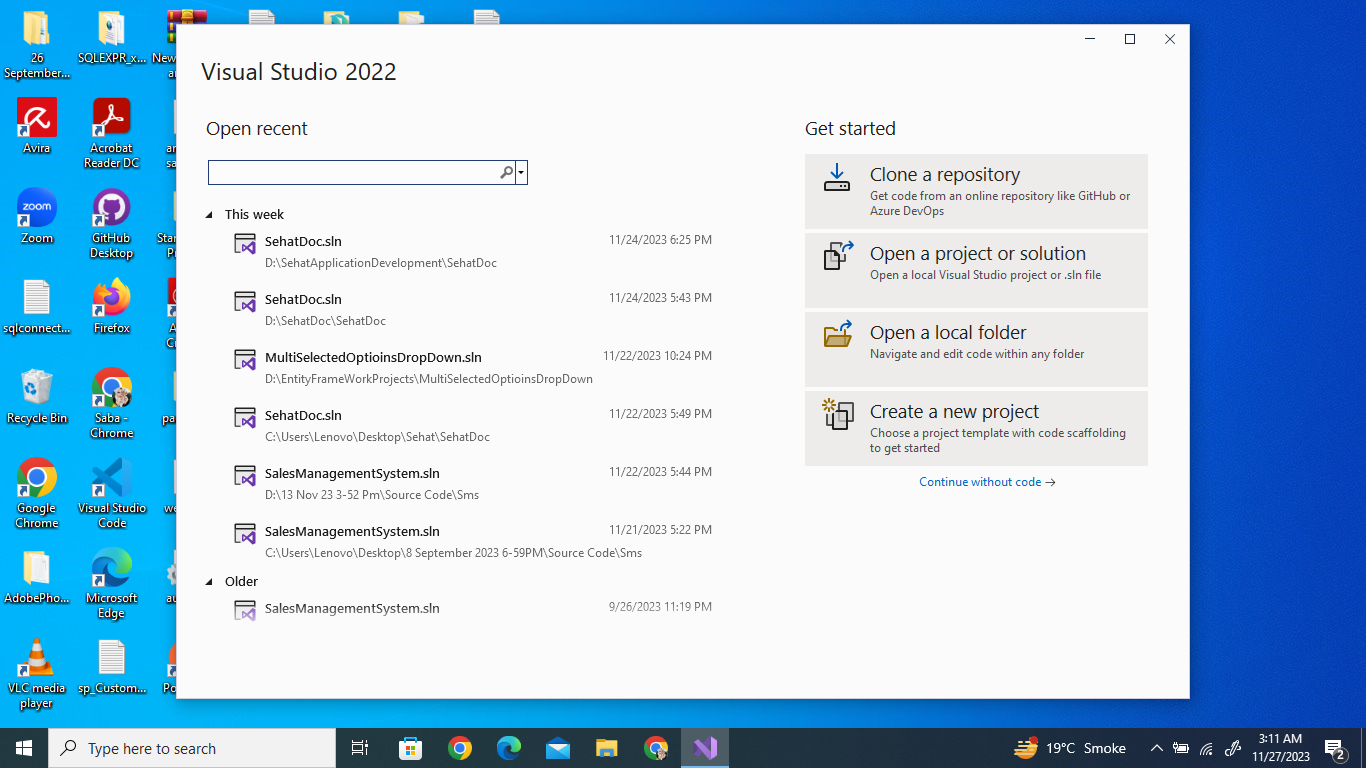 26
September...
SQLEXPR_x...
New
Avira
Acrobat
Reader DC
Zoom
GitHub
Desktop
sqlconnect...
Firefox
Recycle Bin
Saba -
Chrome
Google
Chrome
Visual Studio
Code
AdobePho...
Microsoft
Edge
VLC media
player
sp_Custom...
zoom
Visual Studio 2022
Open recent
This week
SehatDoc.sln
11/24/2023 6:25 PM
D:\SehatApplicationDevelopment\SehatDoc
SehatDoc.sln
11/24/2023 5:43 PM
D:\SehatDoc\SehatDoc
MultiSelectedOptioinsDropDown.sln
11/22/2023 10:24 PM
D:\EntityFrameWorkProjects\MultiSelectedOptioinsDropDown
SehatDoc.sln
11/22/2023 5:49 PM
C:\Users\Lenovo\Desktop\Sehat\SehatDoc
SalesManagementSystem.sln
11/22/2023 5:44 PM
D:\13 Nov 23 3-52 Pm\Source Code\Sms
SalesManagementSystem.sln
11/21/2023 5:22 PM
C:\Users\Lenovo\Desktop\8 September 2023 6-59PM\Source Code\Sms
Older
SalesManagementSystem.sln
9/26/2023 11:19 PM
Get started
Clone a repository
Get code from an online repository like GitHub or
Azure DevOps
Open a project or solution
Open a local Visual Studio project or .sln file
Open a local folder
Navigate and edit code within any folder
Create a new project
Choose a project template with code scaffolding
to get started
Continue without code →
Type here to search
19°C Smoke
3:11 AM
11/27/2023
2